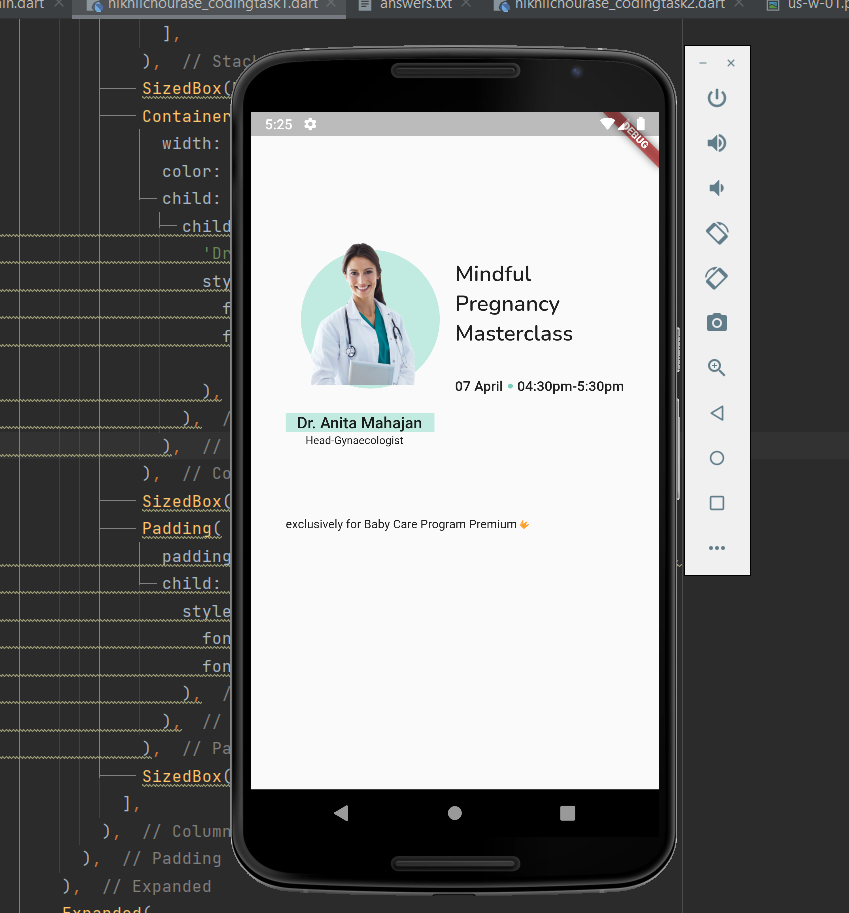 in.dart
nikhilchourase_codingtask1.dart
answers.txt
nikhilchourase_codingtask2.dart
us-w-01.p
],
), // Stack
SizedBox(
Container
width:
color:
child:
child
'Dr
sty
f
f
),
), /
), //
), // Co
SizedBox(
Padding(
padding
child:
style
fon
fon
), /
), //
), // Pa
SizedBox(
],
), // Column
), // Padding
), // Expanded
Expanded(
5:25
DEBUG
Mindful
Pregnancy
Masterclass
07 April • 04:30pm-5:30pm
Dr. Anita Mahajan
Head-Gynaecologist
exclusively for Baby Care Program Premium